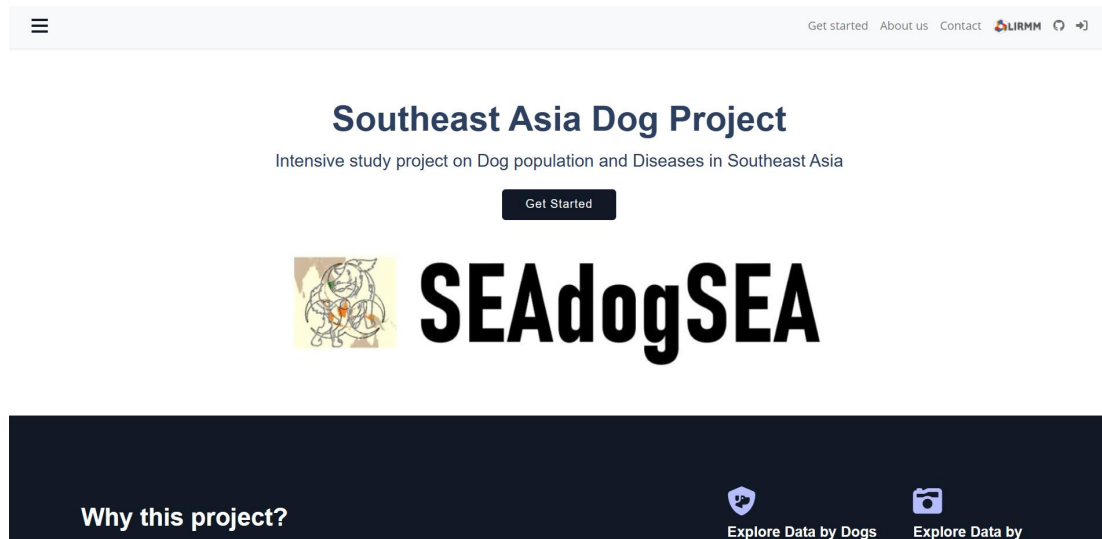 Get started About us Contact LIRMM
Southeast Asia Dog Project
Intensive study project on Dog population and Diseases in Southeast Asia
Get Started
SEAdogSEA
Why this project?
Explore Data by Dogs
Explore Data by